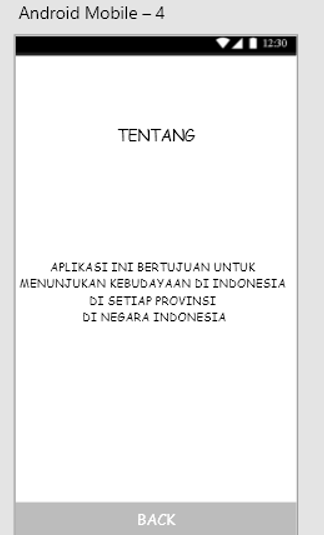 Android Mobile – 4
12:30
TENTANG
APLIKASI INI BERTUJUAN UNTUK
MENUNJUKAN KEBUDAYAAN DI INDONESIA
DI SETIAP PROVINSI
DI NEGARA INDONESIA
BACK